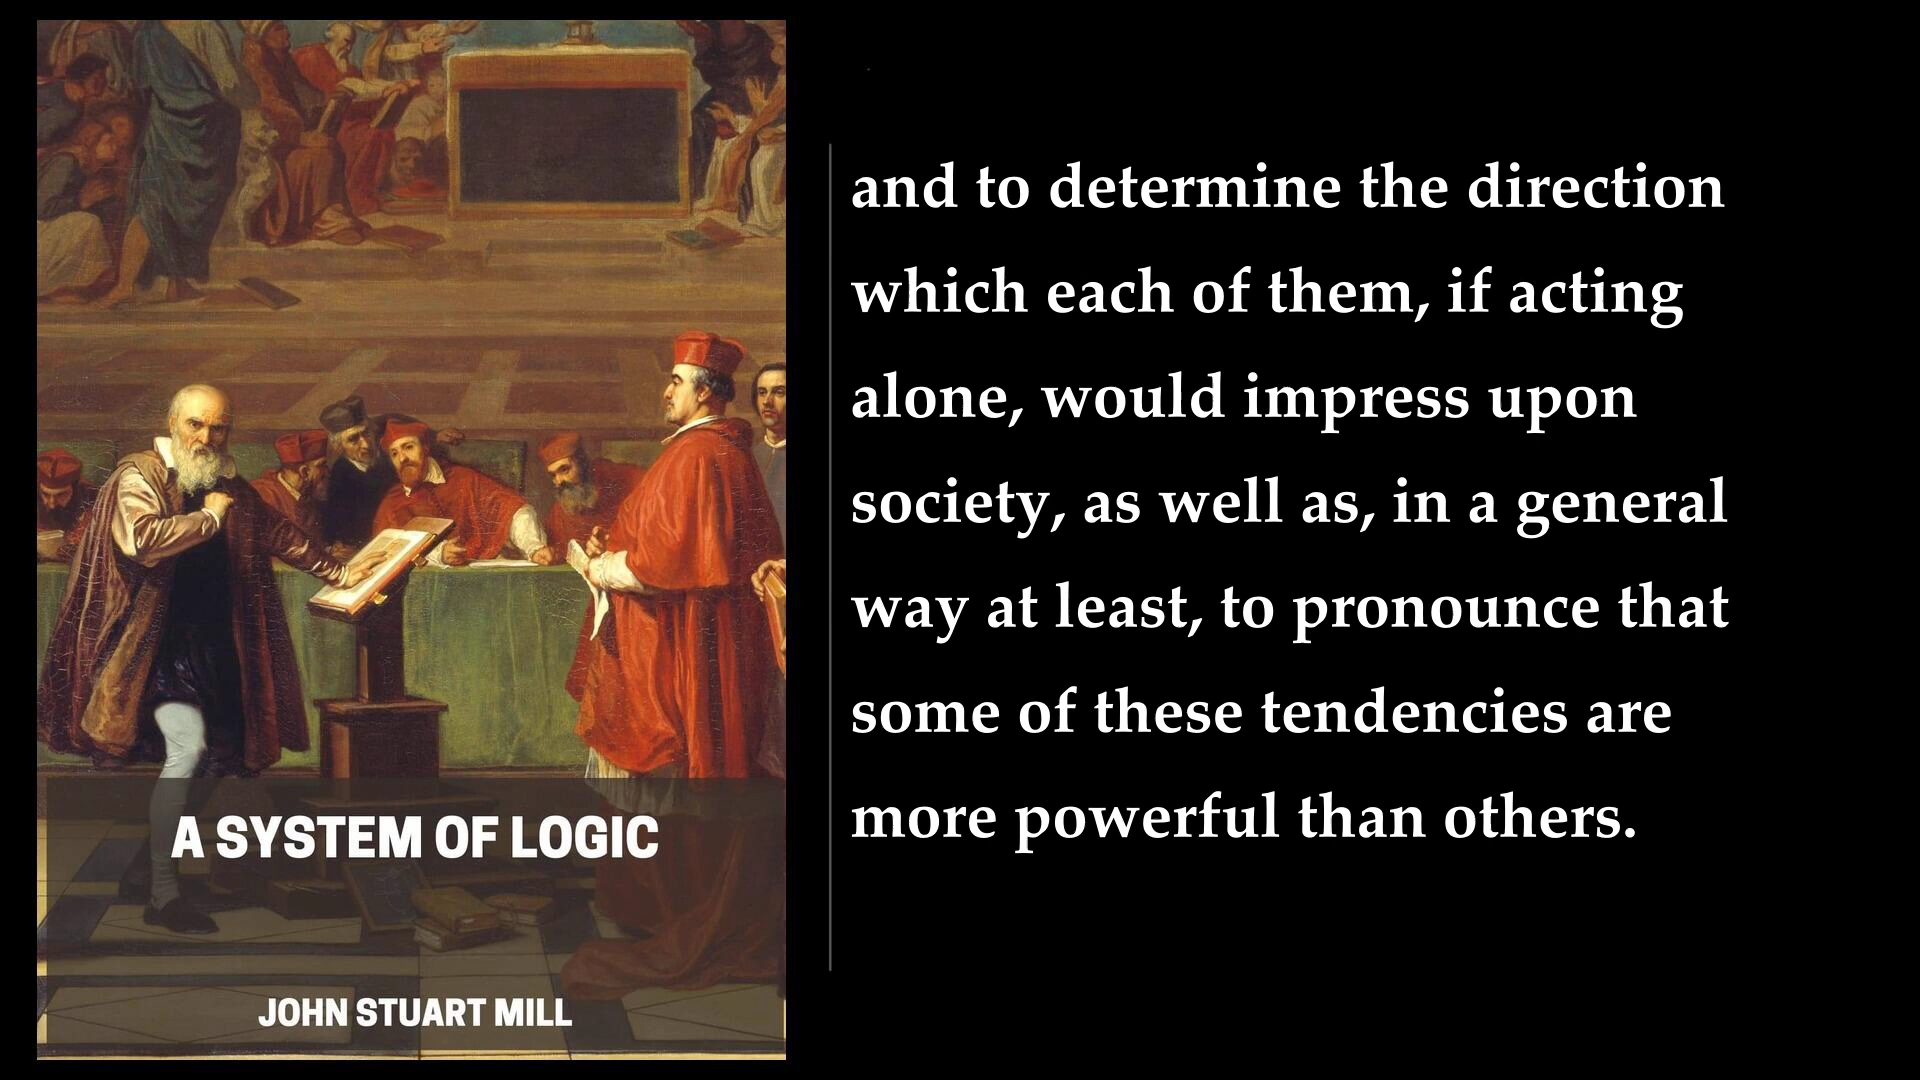 A SYSTEM OF LOGIC
JOHN STUART MILL
and to determine the direction
which each of them, if acting
alone, would impress upon
society, as well as, in a general
way at least, to pronounce that
some of these tendencies are
more powerful than others.